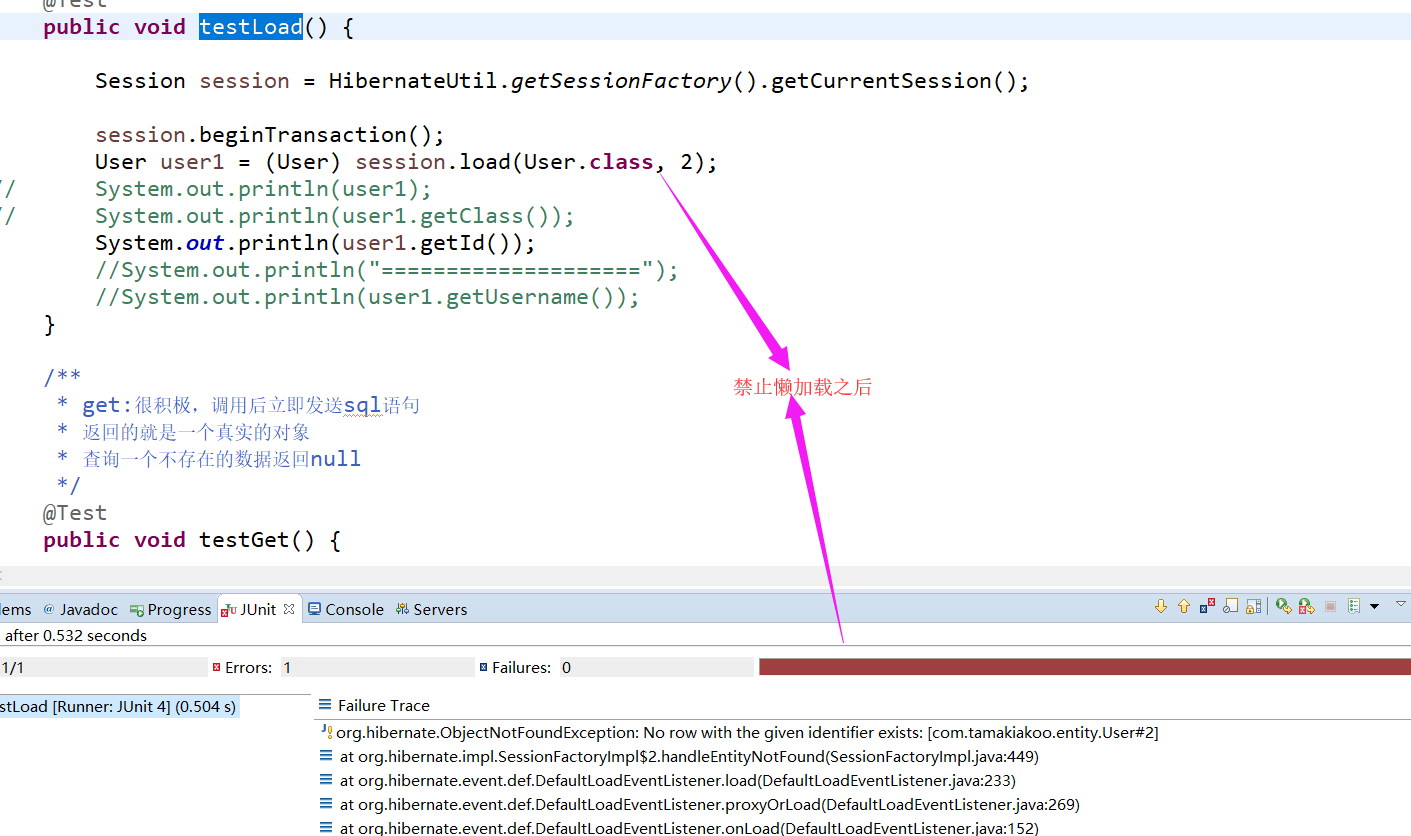 @Test
public void testLoad() {
Session session = HibernateUtil.getSessionFactory().getCurrentSession();
session.beginTransaction();
User user1 = (User) session.load(User.class, 2);
// System.out.println(user1);
// System.out.println(user1.getClass());
System.out.println(user1.getId());
//System.out.println("====================");
//System.out.println(user1.getUsername());
}
禁止懒加载之后
/**
* get:很积极，调用后立即发送sql语句
* 返回的就是一个真实的对象
* 查询一个不存在的数据返回null
*/
@Test
public void testGet() {
lems @ Javadoc Progress JUnit Console Servers
after 0.532 seconds
1/1 Errors: 1 Failures: 0
stLoad [Runner: JUnit 4] (0.504 s)
Failure Trace
org.hibernate.ObjectNotFoundException: No row with the given identifier exists: [com.tamakiakoo.entity.User#2]
at org.hibernate.impl.SessionFactoryImpl$2.handleEntityNotFound(SessionFactoryImpl.java:449)
at org.hibernate.event.def.DefaultLoadEventListener.load(DefaultLoadEventListener.java:233)
at org.hibernate.event.def.DefaultLoadEventListener.proxyOrLoad(DefaultLoadEventListener.java:269)
at org.hibernate.event.def.DefaultLoadEventListener.onLoad(DefaultLoadEventListener.java:152)